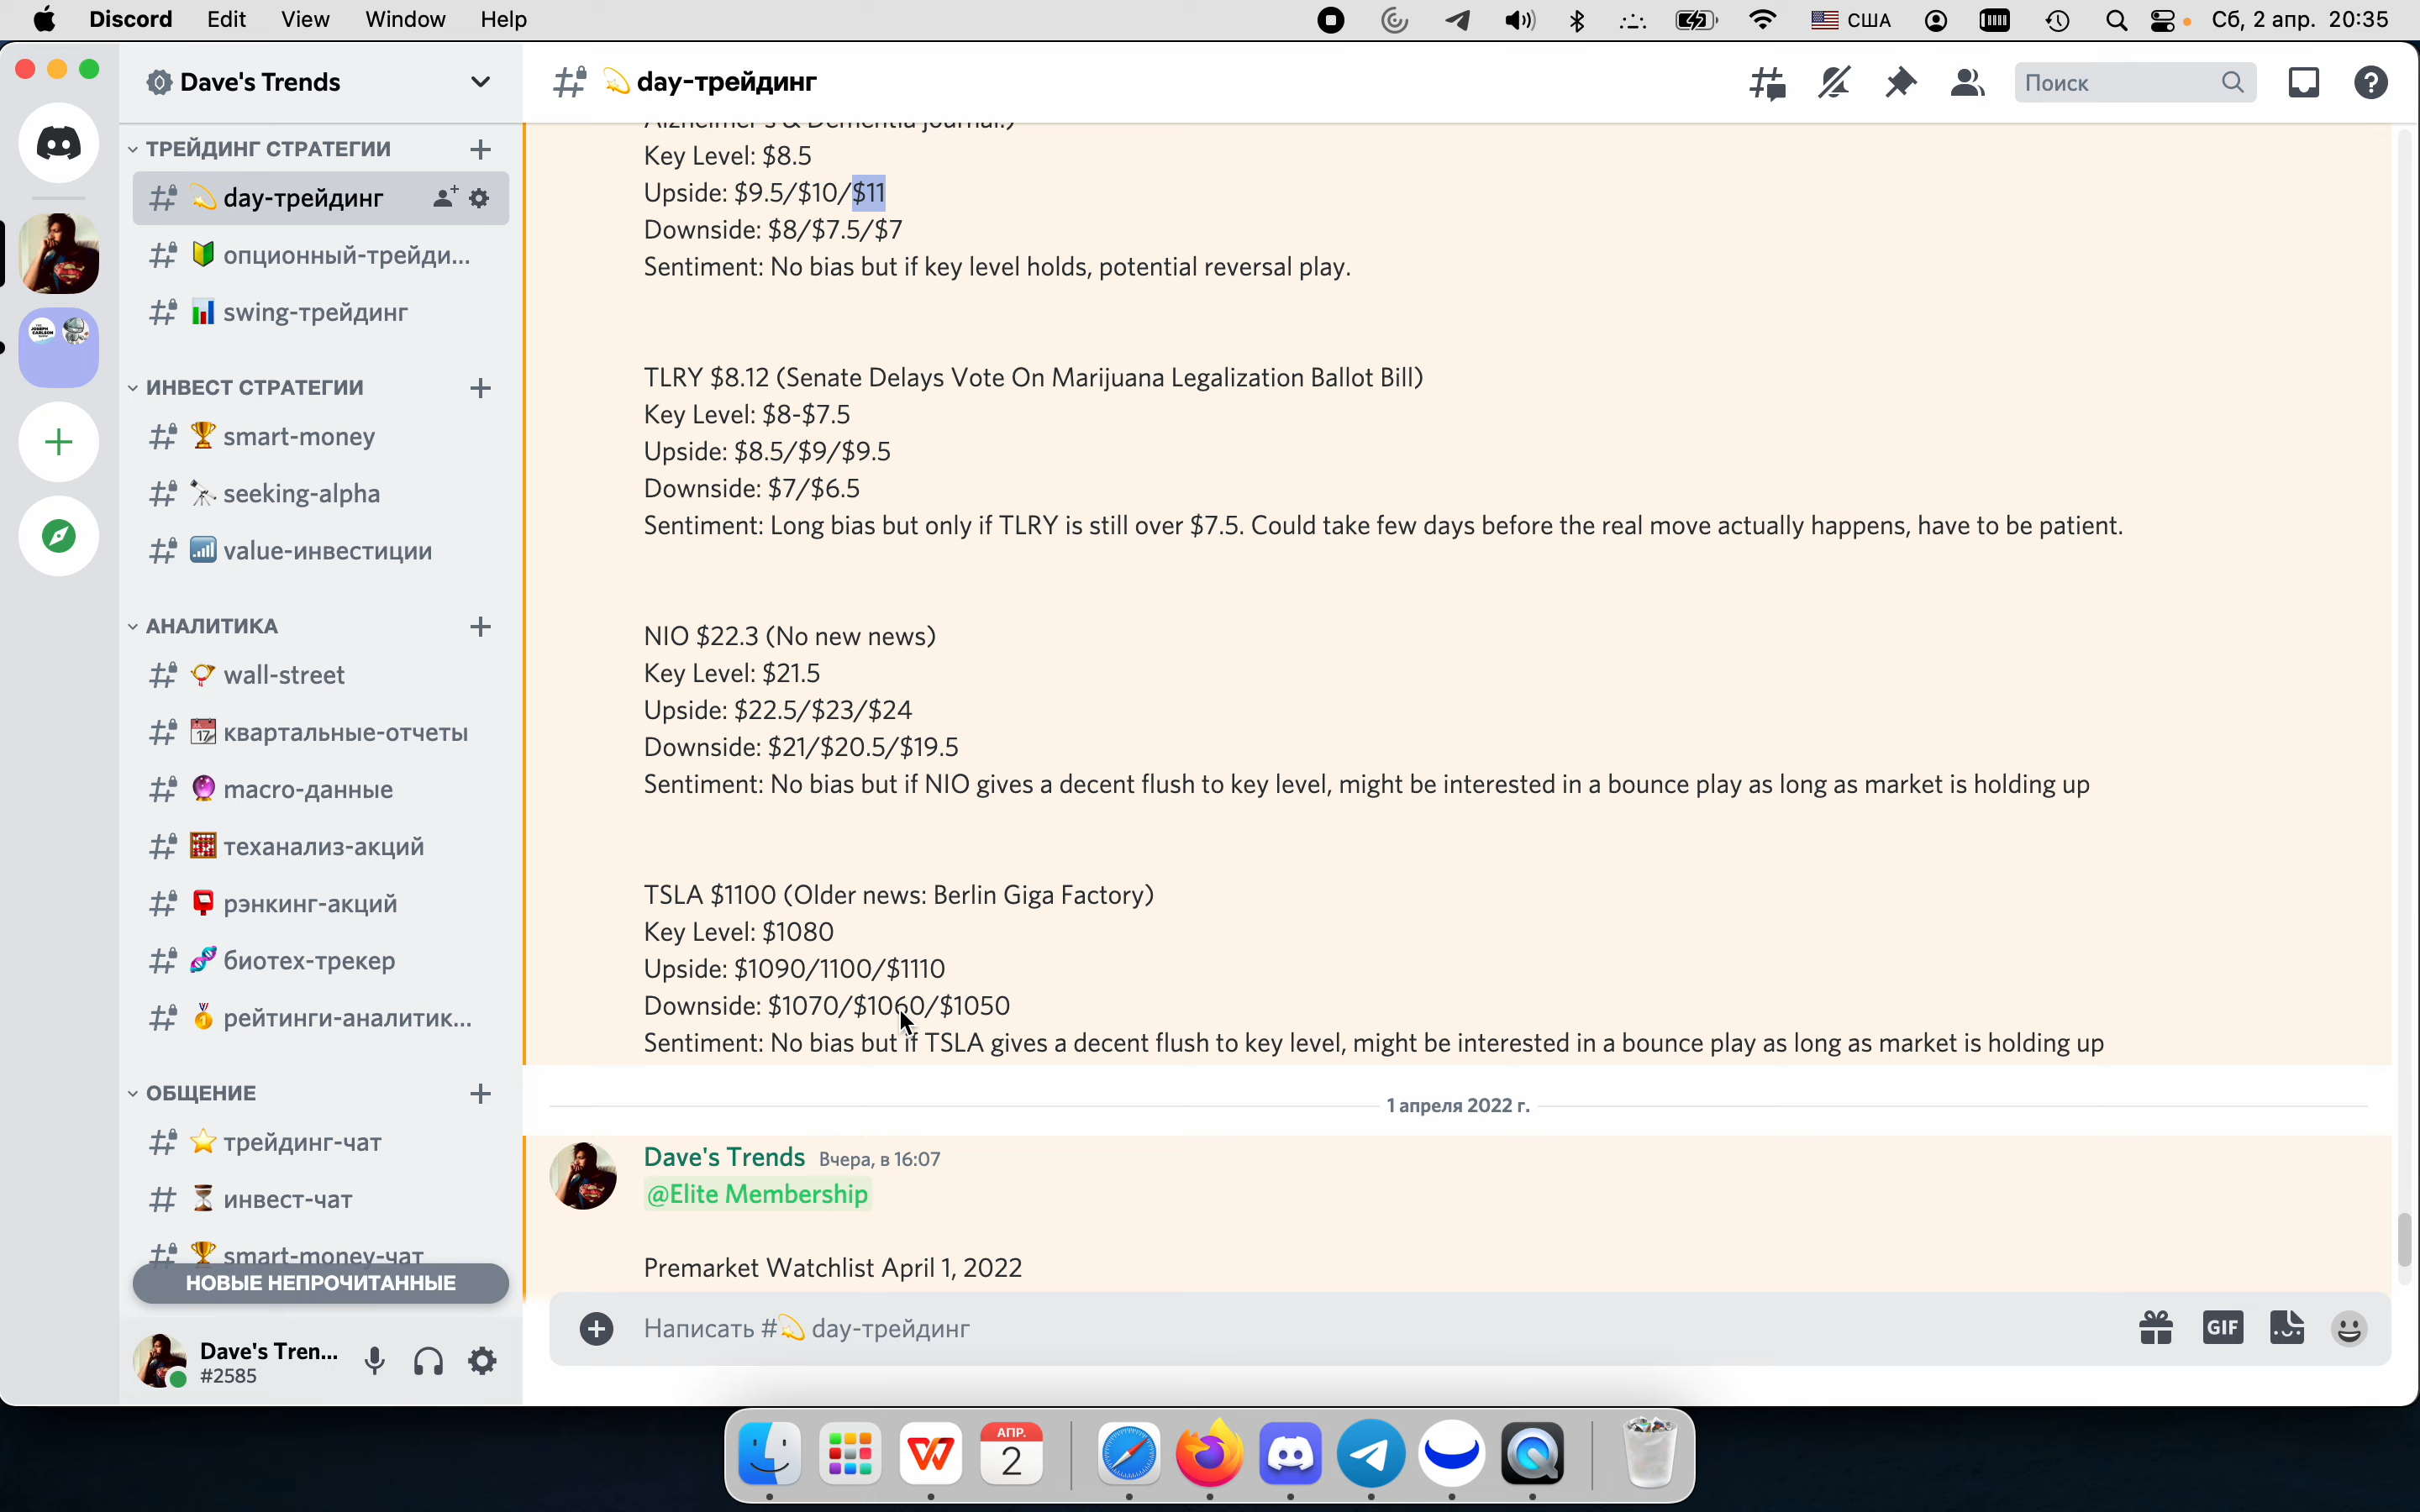 Discord Edit View Window Help
США
Сб, 2 апр. 20:35
Dave's Trends
ТРЕЙДИНГ СТРАТЕГИИ
day-трейдинг
опционный-трейди...
swing-трейдинг
ИНВЕСТ СТРАТЕГИИ
smart-money
seeking-alpha
value-инвестиции
АНАЛИТИКА
wall-street
17
квартальные-отчеты
macro-данные
теханализ-акций
рэнкинг-акций
биотех-трекер
рейтинги-аналитик...
ОБЩЕНИЕ
трейдинг-чат
инвест-чат
smart-money-чат
НОВЫЕ НЕПРОЧИТАННЫЕ
Dave's Tren...
#2585
day-трейдинг
Поиск
Alzheimer's & Dementia journal.)
Key Level: $8.5
Upside: $9.5/$10/$11
Downside: $8/$7.5/$7
Sentiment: No bias but if key level holds, potential reversal play.
TLRY $8.12 (Senate Delays Vote On Marijuana Legalization Ballot Bill)
Key Level: $8-$7.5
Upside: $8.5/$9/$9.5
Downside: $7/$6.5
Sentiment: Long bias but only if TLRY is still over $7.5. Could take few days before the real move actually happens, have to be patient.
NIO $22.3 (No new news)
Key Level: $21.5
Upside: $22.5/$23/$24
Downside: $21/$20.5/$19.5
Sentiment: No bias but if NIO gives a decent flush to key level, might be interested in a bounce play as long as market is holding up
TSLA $1100 (Older news: Berlin Giga Factory)
Key Level: $1080
Upside: $1090/1100/$1110
Downside: $1070/$1060/$1050
Sentiment: No bias but if TSLA gives a decent flush to key level, might be interested in a bounce play as long as market is holding up
1 апреля 2022 г.
Dave's Trends Вчера, в 16:07
@Elite Membership
Premarket Watchlist April 1, 2022
Написать # day-трейдинг
GIF
АПР.
2